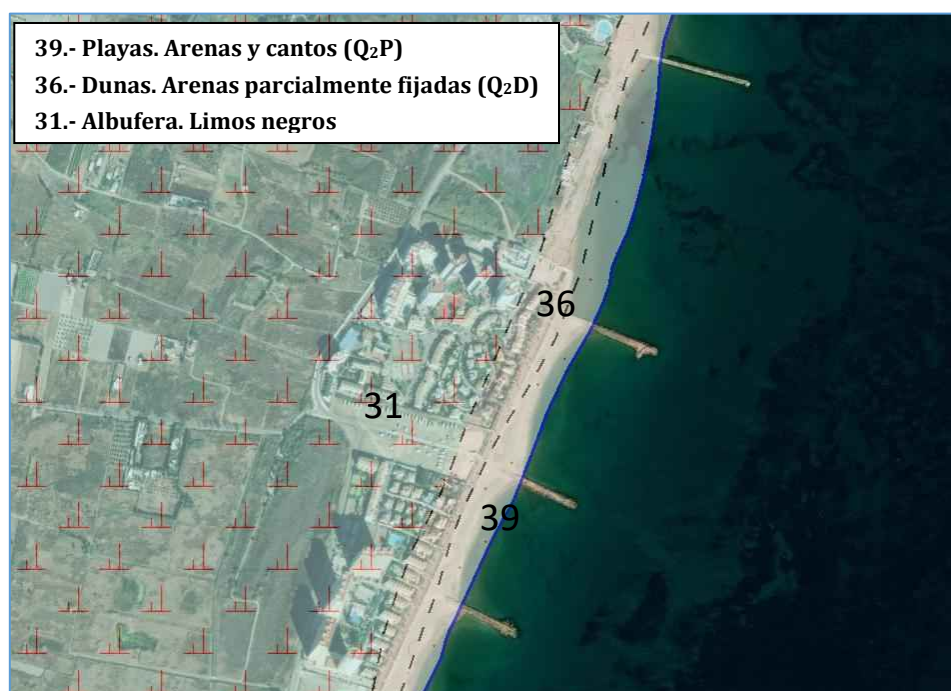 39.- Playas. Arenas y cantos (Q₂P)
36.- Dunas. Arenas parcialmente fijadas (Q₂D)
31.- Albufera. Limos negros
36
31
39